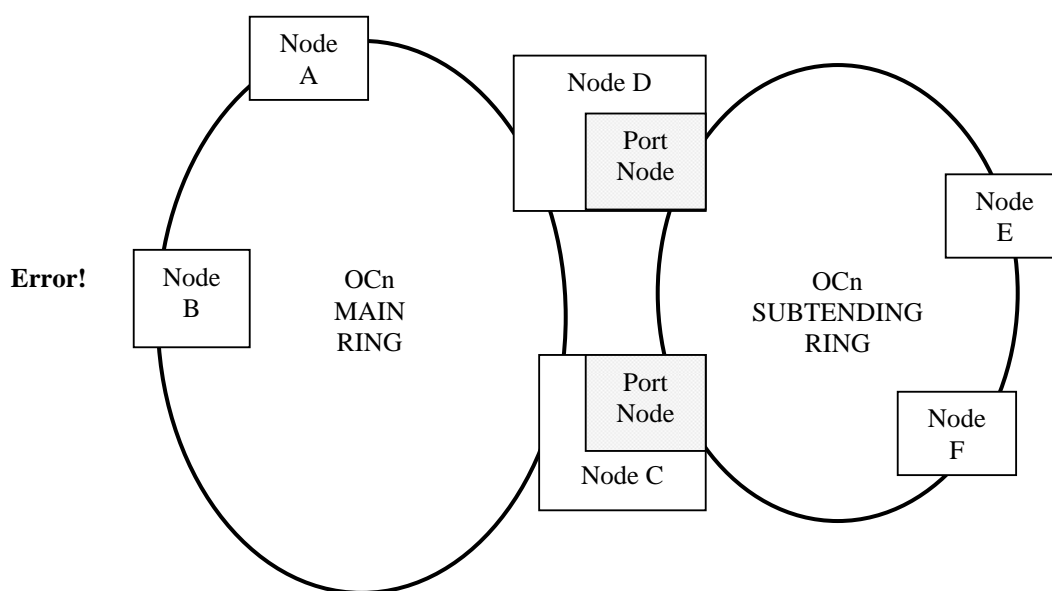 Node
A
Node D
Port
Node
Node
E
Error!
Node
B
OCn
MAIN
RING
OCn
SUBTENDING
RING
Port
Node
Node C
Node
F